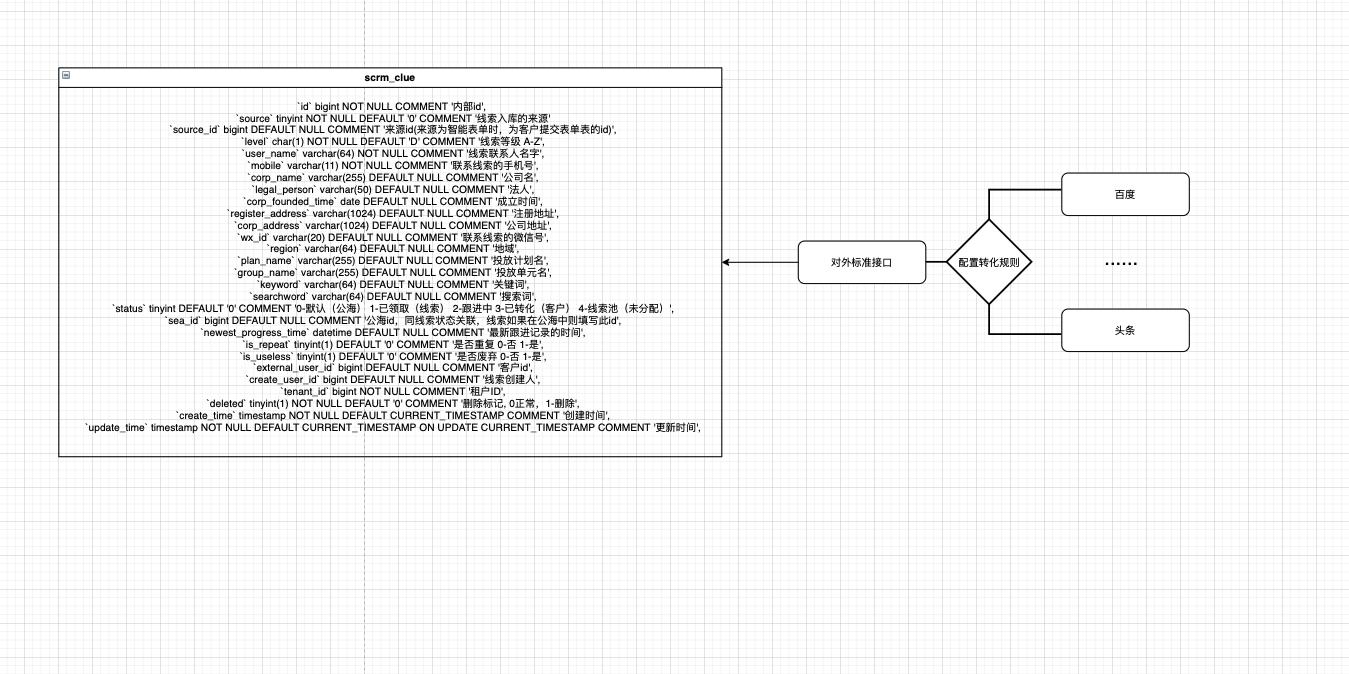 scrm_clue
`id` bigint NOT NULL COMMENT '内部id',
`source` tinyint NOT NULL DEFAULT '0' COMMENT '线索入库的来源'
`source_id` bigint DEFAULT NULL COMMENT '来源id(来源为智能表单时，为客户提交表单表的id)',
`level` char(1) NOT NULL DEFAULT 'D' COMMENT '线索等级 A-Z',
`user_name` varchar(64) NOT NULL COMMENT '线索联系人名字',
`mobile` varchar(11) NOT NULL COMMENT '联系线索的手机号',
`corp_name` varchar(255) DEFAULT NULL COMMENT '公司名',
`legal_person` varchar(50) DEFAULT NULL COMMENT '法人',
`corp_founded_time` date DEFAULT NULL COMMENT '成立时间',
`register_address` varchar(1024) DEFAULT NULL COMMENT '注册地址',
`corp_address` varchar(1024) DEFAULT NULL COMMENT '公司地址',
`wx_id` varchar(20) DEFAULT NULL COMMENT '联系线索的微信号',
`region` varchar(64) DEFAULT NULL COMMENT '地域',
`plan_name` varchar(255) DEFAULT NULL COMMENT '投放计划名',
`group_name` varchar(255) DEFAULT NULL COMMENT '投放单元名',
`keyword` varchar(64) DEFAULT NULL COMMENT '关键词',
`searchword` varchar(64) DEFAULT NULL COMMENT '搜索词',
`status` tinyint DEFAULT '0' COMMENT '0-默认（公海） 1-已领取（线索） 2-跟进中 3-已转化（客户） 4-线索池（未分配）',
`sea_id` bigint DEFAULT NULL COMMENT '公海id，同线索状态关联，线索如果在公海中则填写此id',
`newest_progress_time` datetime DEFAULT NULL COMMENT '最新跟进记录的时间',
`is_repeat` tinyint(1) DEFAULT '0' COMMENT '是否重复 0-否 1-是',
`is_useless` tinyint(1) DEFAULT '0' COMMENT '是否废弃 0-否 1-是',
`external_user_id` bigint DEFAULT NULL COMMENT '客户id',
`create_user_id` bigint DEFAULT NULL COMMENT '线索创建人',
`tenant_id` bigint NOT NULL COMMENT '租户ID',
`deleted` tinyint(1) NOT NULL DEFAULT '0' COMMENT '删除标记, 0正常，1-删除',
`create_time` timestamp NOT NULL DEFAULT CURRENT_TIMESTAMP COMMENT '创建时间',
`update_time` timestamp NOT NULL DEFAULT CURRENT_TIMESTAMP ON UPDATE CURRENT_TIMESTAMP COMMENT '更新时间',
对外标准接口
配置转化规则
百度
......
头条